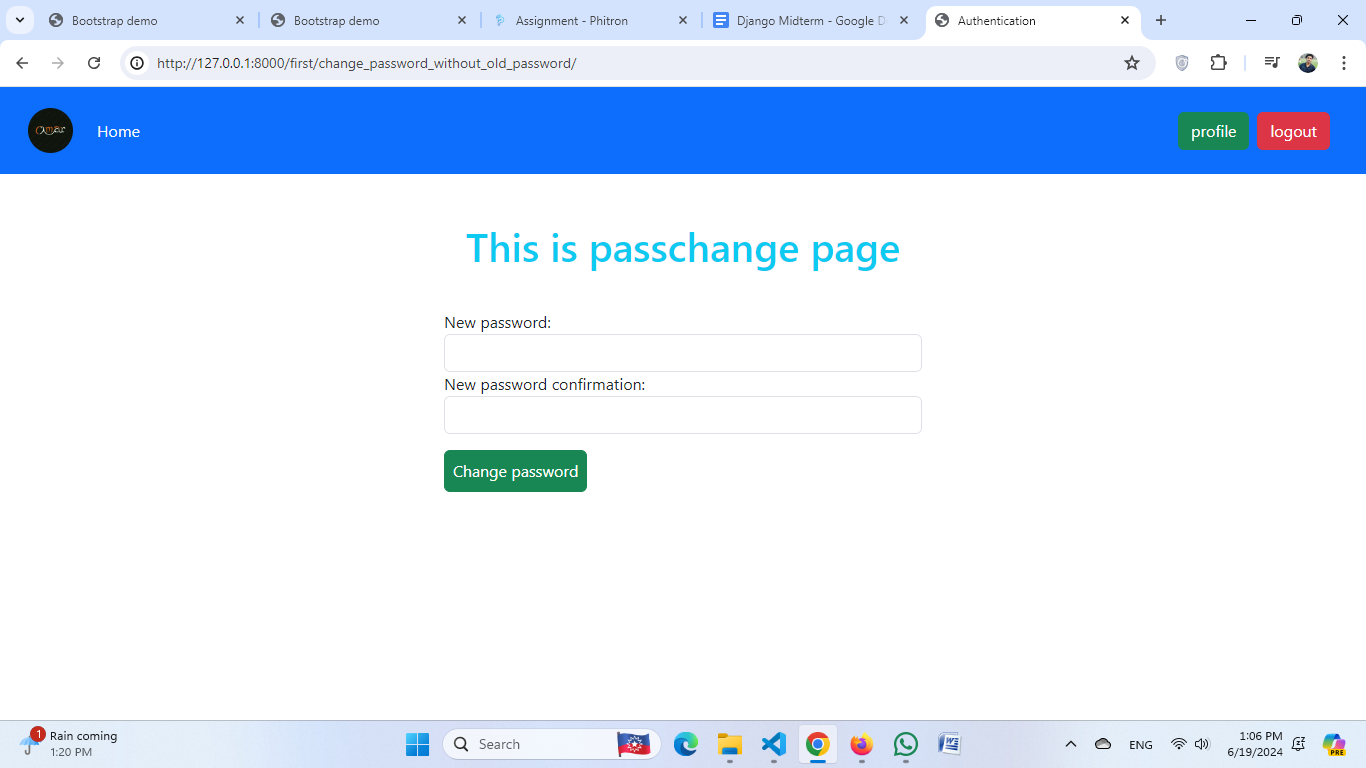 Bootstrap demo
Bootstrap demo
Assignment - Phitron
Django Midterm - Google D
Authentication
http://127.0.0.1:8000/first/change_password_without_old_password/
Home
profile
logout
This is passchange page
New password:
New password confirmation:
Change password
1
Rain coming
1:20 PM
Search
W
ENG
1:06 PM
6/19/2024
PRE